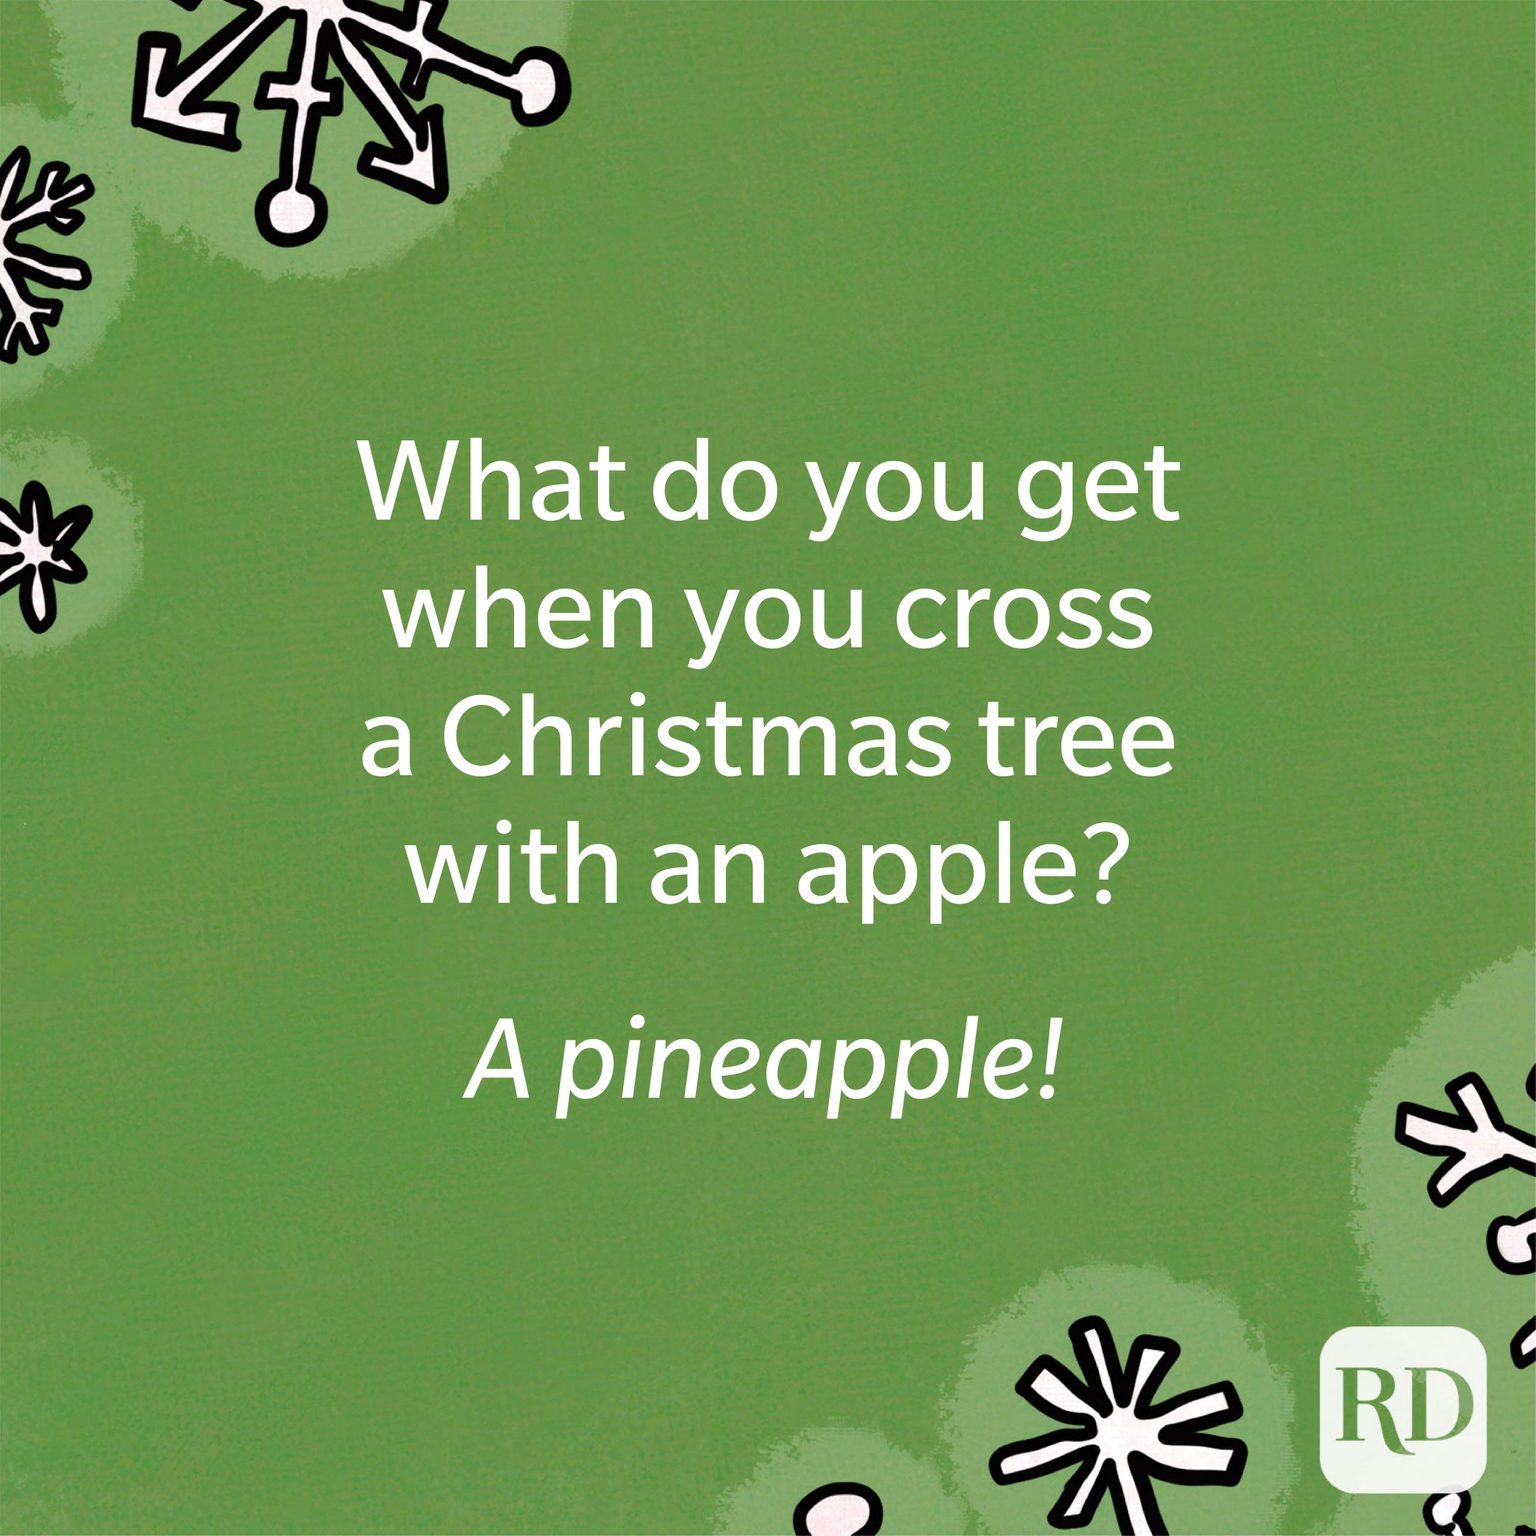 What do you get
when you cross
a Christmas tree
with an apple?
A pineapple!
RD